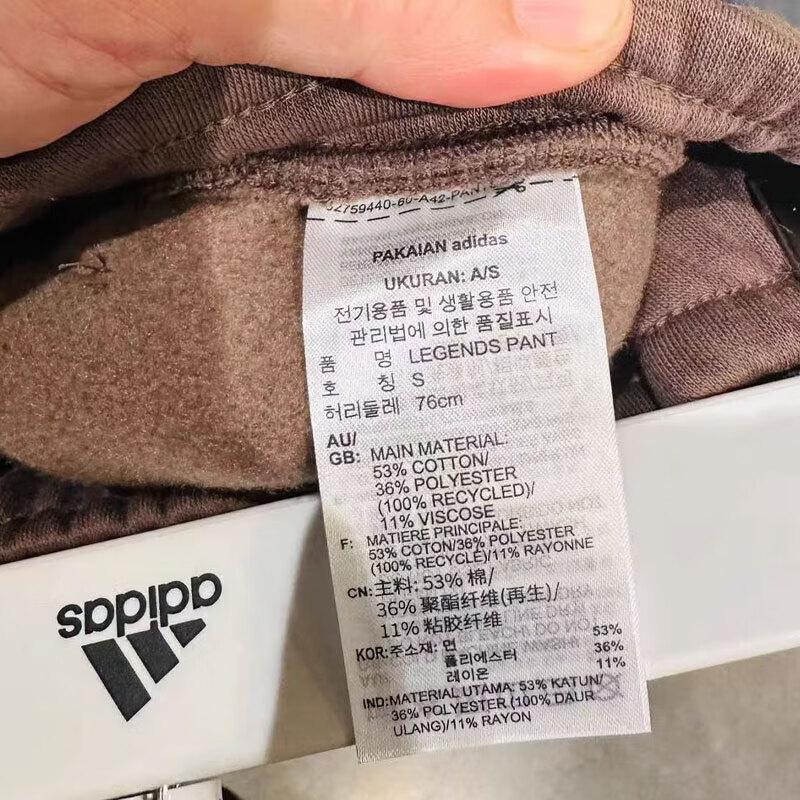 PAKAIAN adidas
UKURAN: A/S
전기용품 및 생활용품 안전
관리법에 의한 품질표시
품 명 LEGENDS PANT
호 칭 S
허리둘레 76cm
AU/
GB: MAIN MATERIAL:
53% COTTON/
36% POLYESTER
(100% RECYCLED)/
11% VISCOSE
F: MATIERE PRINCIPALE:
53% COTON/36% POLYESTER
(100% RECYCLE)/11% RAYONNE
CN: 主料: 53% 棉/
36% 聚酯纤维(再生)/
11% 粘胶纤维
KOR: 주소재: 면 53%
폴리에스터 36%
레이온 11%
IND: MATERIAL UTAMA: 53% KATUN/
36% POLYESTER (100% DAUR
ULANG)/11% RAYON
adidas